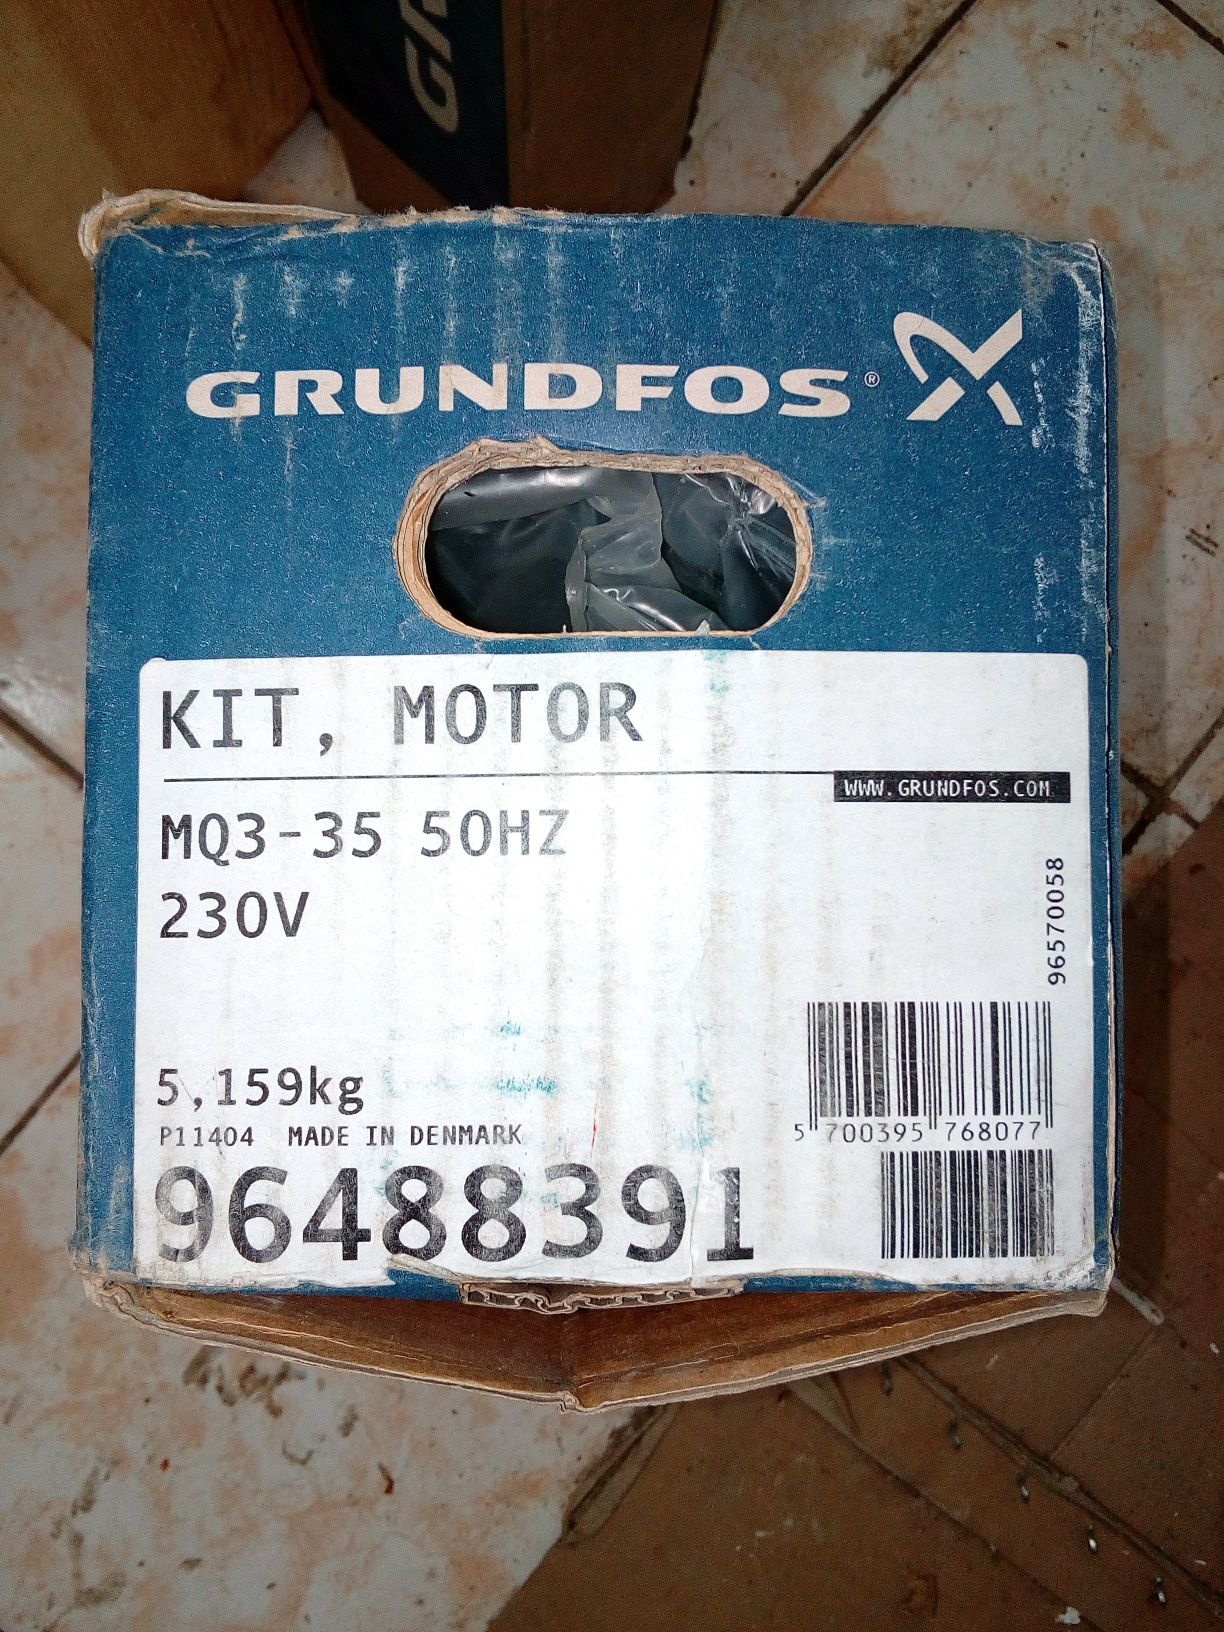 GR
GRUNDFOS®
KIT, MOTOR
WWW.GRUNDFOS.COM
MQ3-35 50HZ
230V
96570058
5,159kg
P11404 MADE IN DENMARK
5 700395 768077
96488391